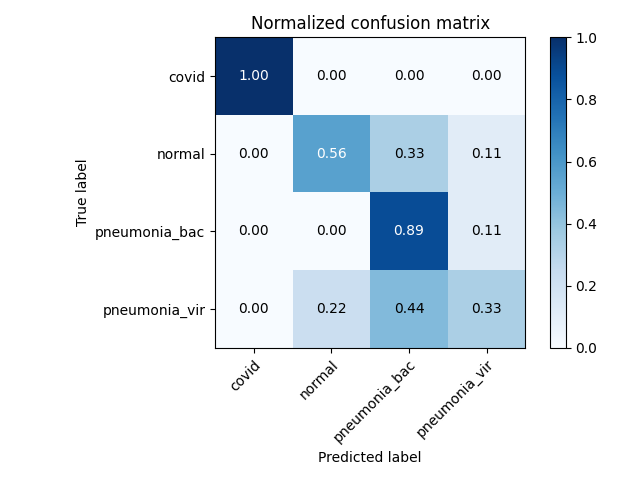 Normalized confusion matrix
True label
covid 1.00 0.00 0.00 0.00
normal 0.00 0.56 0.33 0.11
pneumonia_bac 0.00 0.00 0.89 0.11
pneumonia_vir 0.00 0.22 0.44 0.33
covid normal pneumonia_bac pneumonia_vir
Predicted label
1.0
0.8
0.6
0.4
0.2
0.0